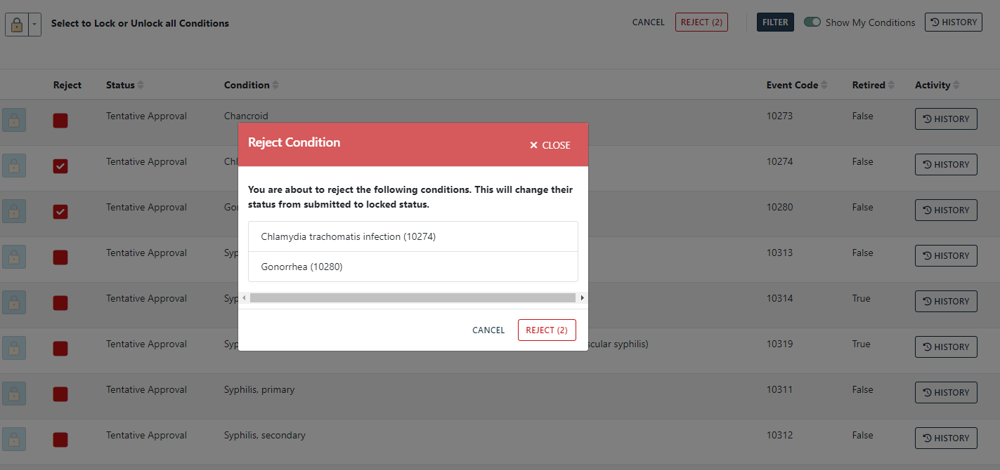 Select to Lock or Unlock all Conditions
CANCEL
REJECT (2)
FILTER
Show My Conditions
HISTORY
Reject Status Condition Event Code Retired Activity
Tentative Approval Chancroid 10273 False HISTORY
Reject Condition
CLOSE
Tentative Approval Chl 10274 False HISTORY
You are about to reject the following conditions. This will change their
status from submitted to locked status.
Tentative Approval 10280 False HISTORY
Chlamydia trachomatis infection (10274)
Tentative Approval Syp 10313 False HISTORY
Gonorrhea (10280)
Tentative Approval Syp 10314 True HISTORY
CANCEL
REJECT (2)
Tentative Approval Syp scular syphilis) 10319 True HISTORY
Tentative Approval Syphilis, primary 10311 False HISTORY
Tentative Approval Syphilis, secondary 10312 False HISTORY